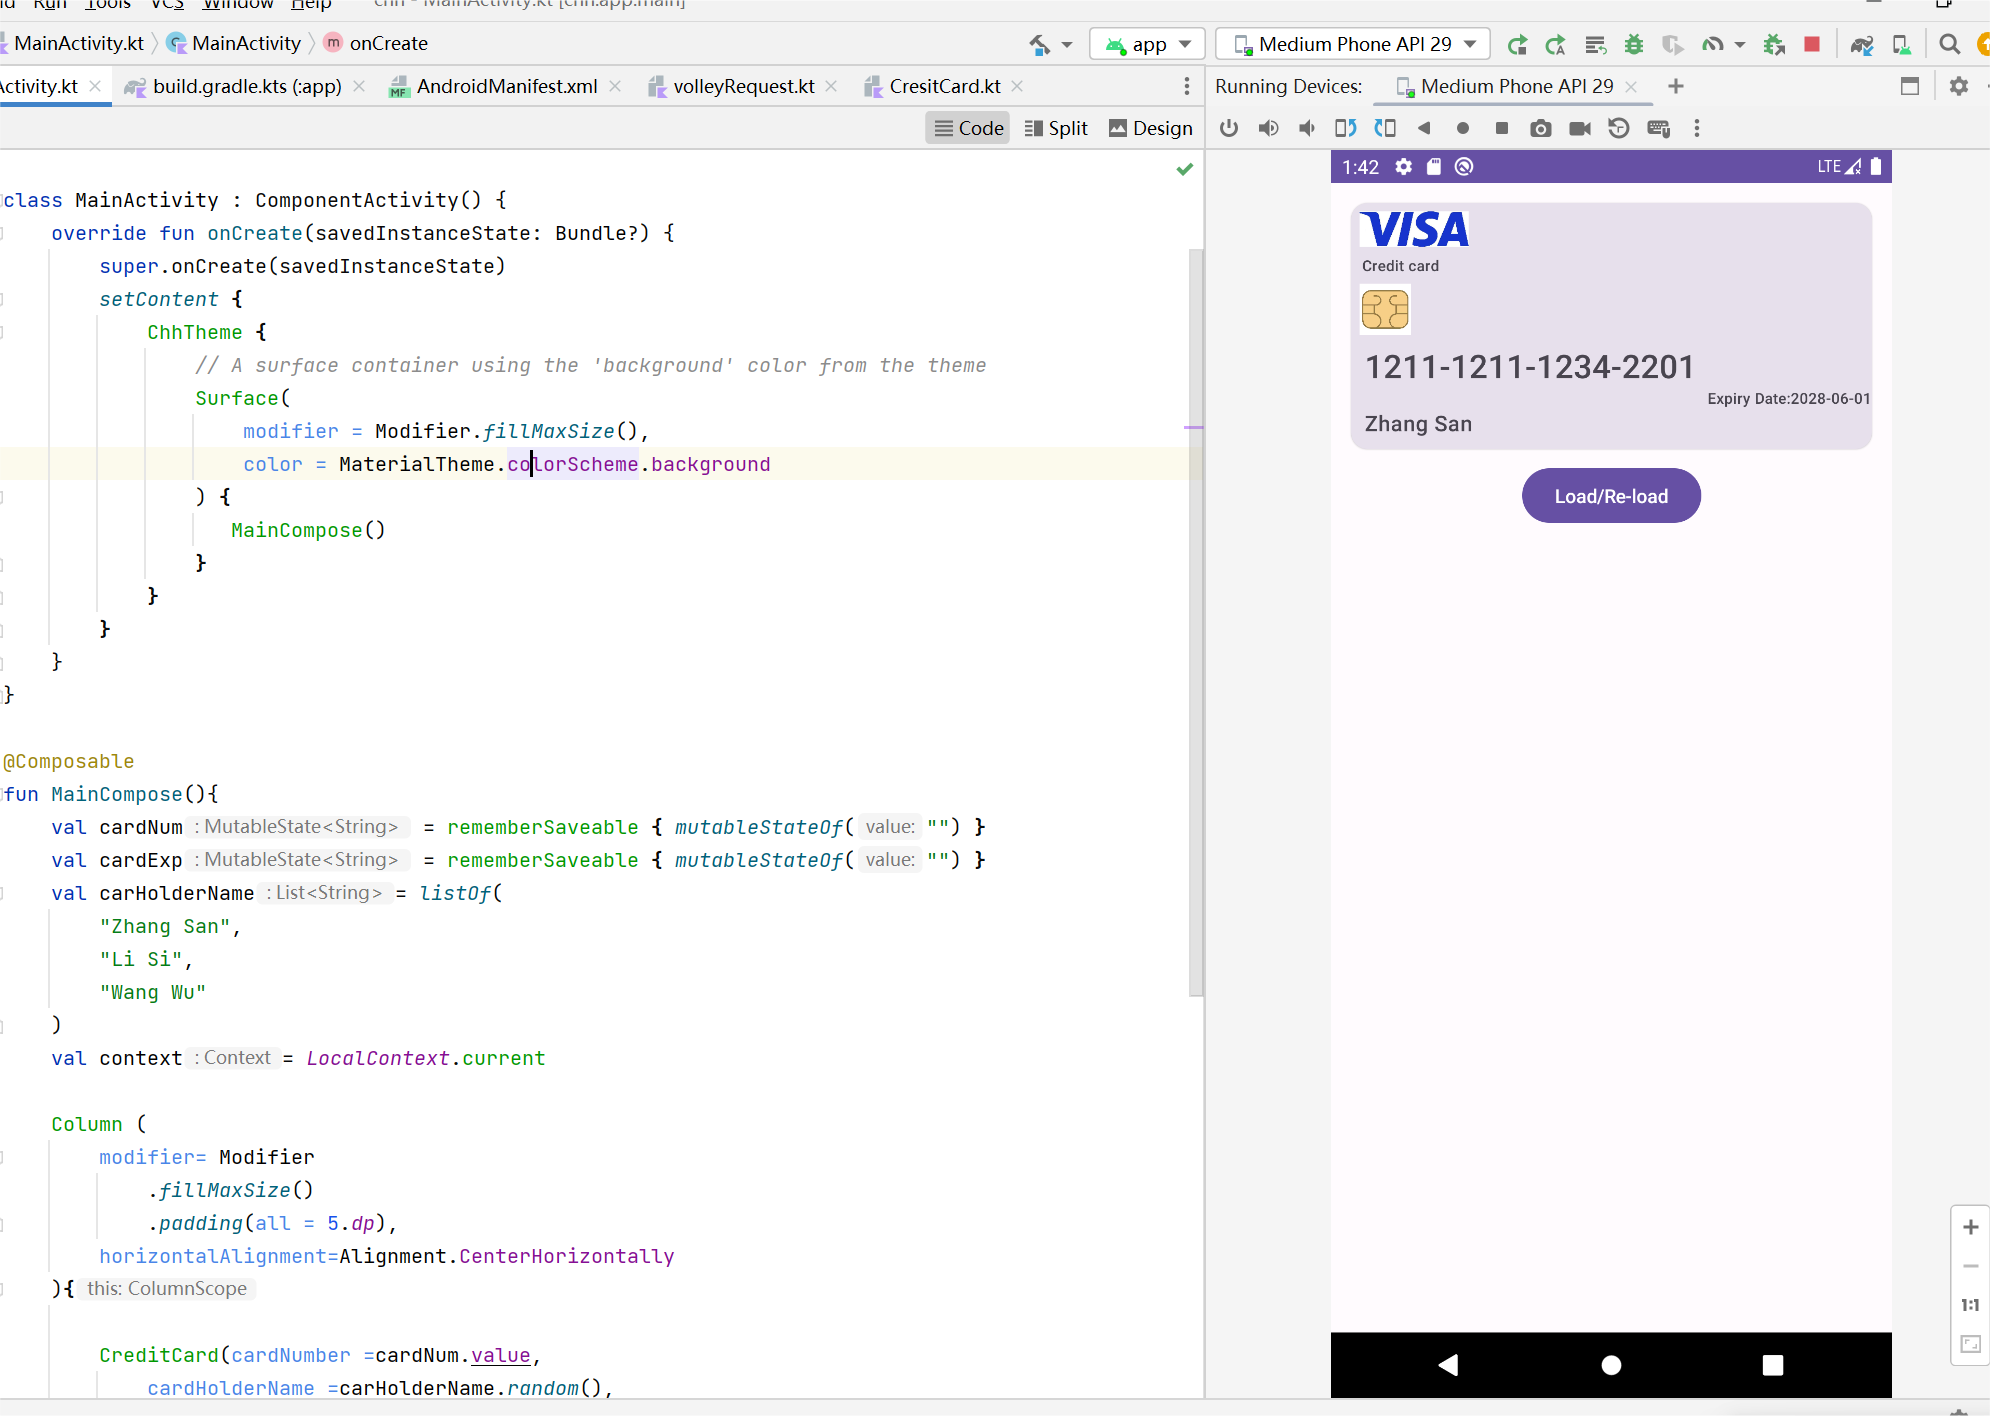 Run Tools VCS Window Help chh - MainActivity.kt [chh.app.main]
MainActivity.kt MainActivity m onCreate app Medium Phone API 29
Activity.kt build.gradle.kts (:app) MF AndroidManifest.xml volleyRequest.kt CresitCard.kt Running Devices: Medium Phone API 29
Code Split Design
class MainActivity : ComponentActivity() {
override fun onCreate(savedInstanceState: Bundle?) {
super.onCreate(savedInstanceState)
setContent {
ChhTheme {
// A surface container using the 'background' color from the theme
Surface(
modifier = Modifier.fillMaxSize(),
color = MaterialTheme.colorScheme.background
) {
MainCompose()
}
}
}
}
}
@Composable
fun MainCompose(){
val cardNum : MutableState<String> = rememberSaveable { mutableStateOf( value: "") }
val cardExp : MutableState<String> = rememberSaveable { mutableStateOf( value: "") }
val carHolderName : List<String> = listOf(
"Zhang San",
"Li Si",
"Wang Wu"
)
val context : Context = LocalContext.current
Column (
modifier= Modifier
.fillMaxSize()
.padding(all = 5.dp),
horizontalAlignment=Alignment.CenterHorizontally
){ this: ColumnScope
CreditCard(cardNumber =cardNum.value,
cardHolderName =carHolderName.random(),
1:42 LTE
VISA
Credit card
1211-1211-1234-2201
Expiry Date:2028-06-01
Zhang San
Load/Re-load
1:1